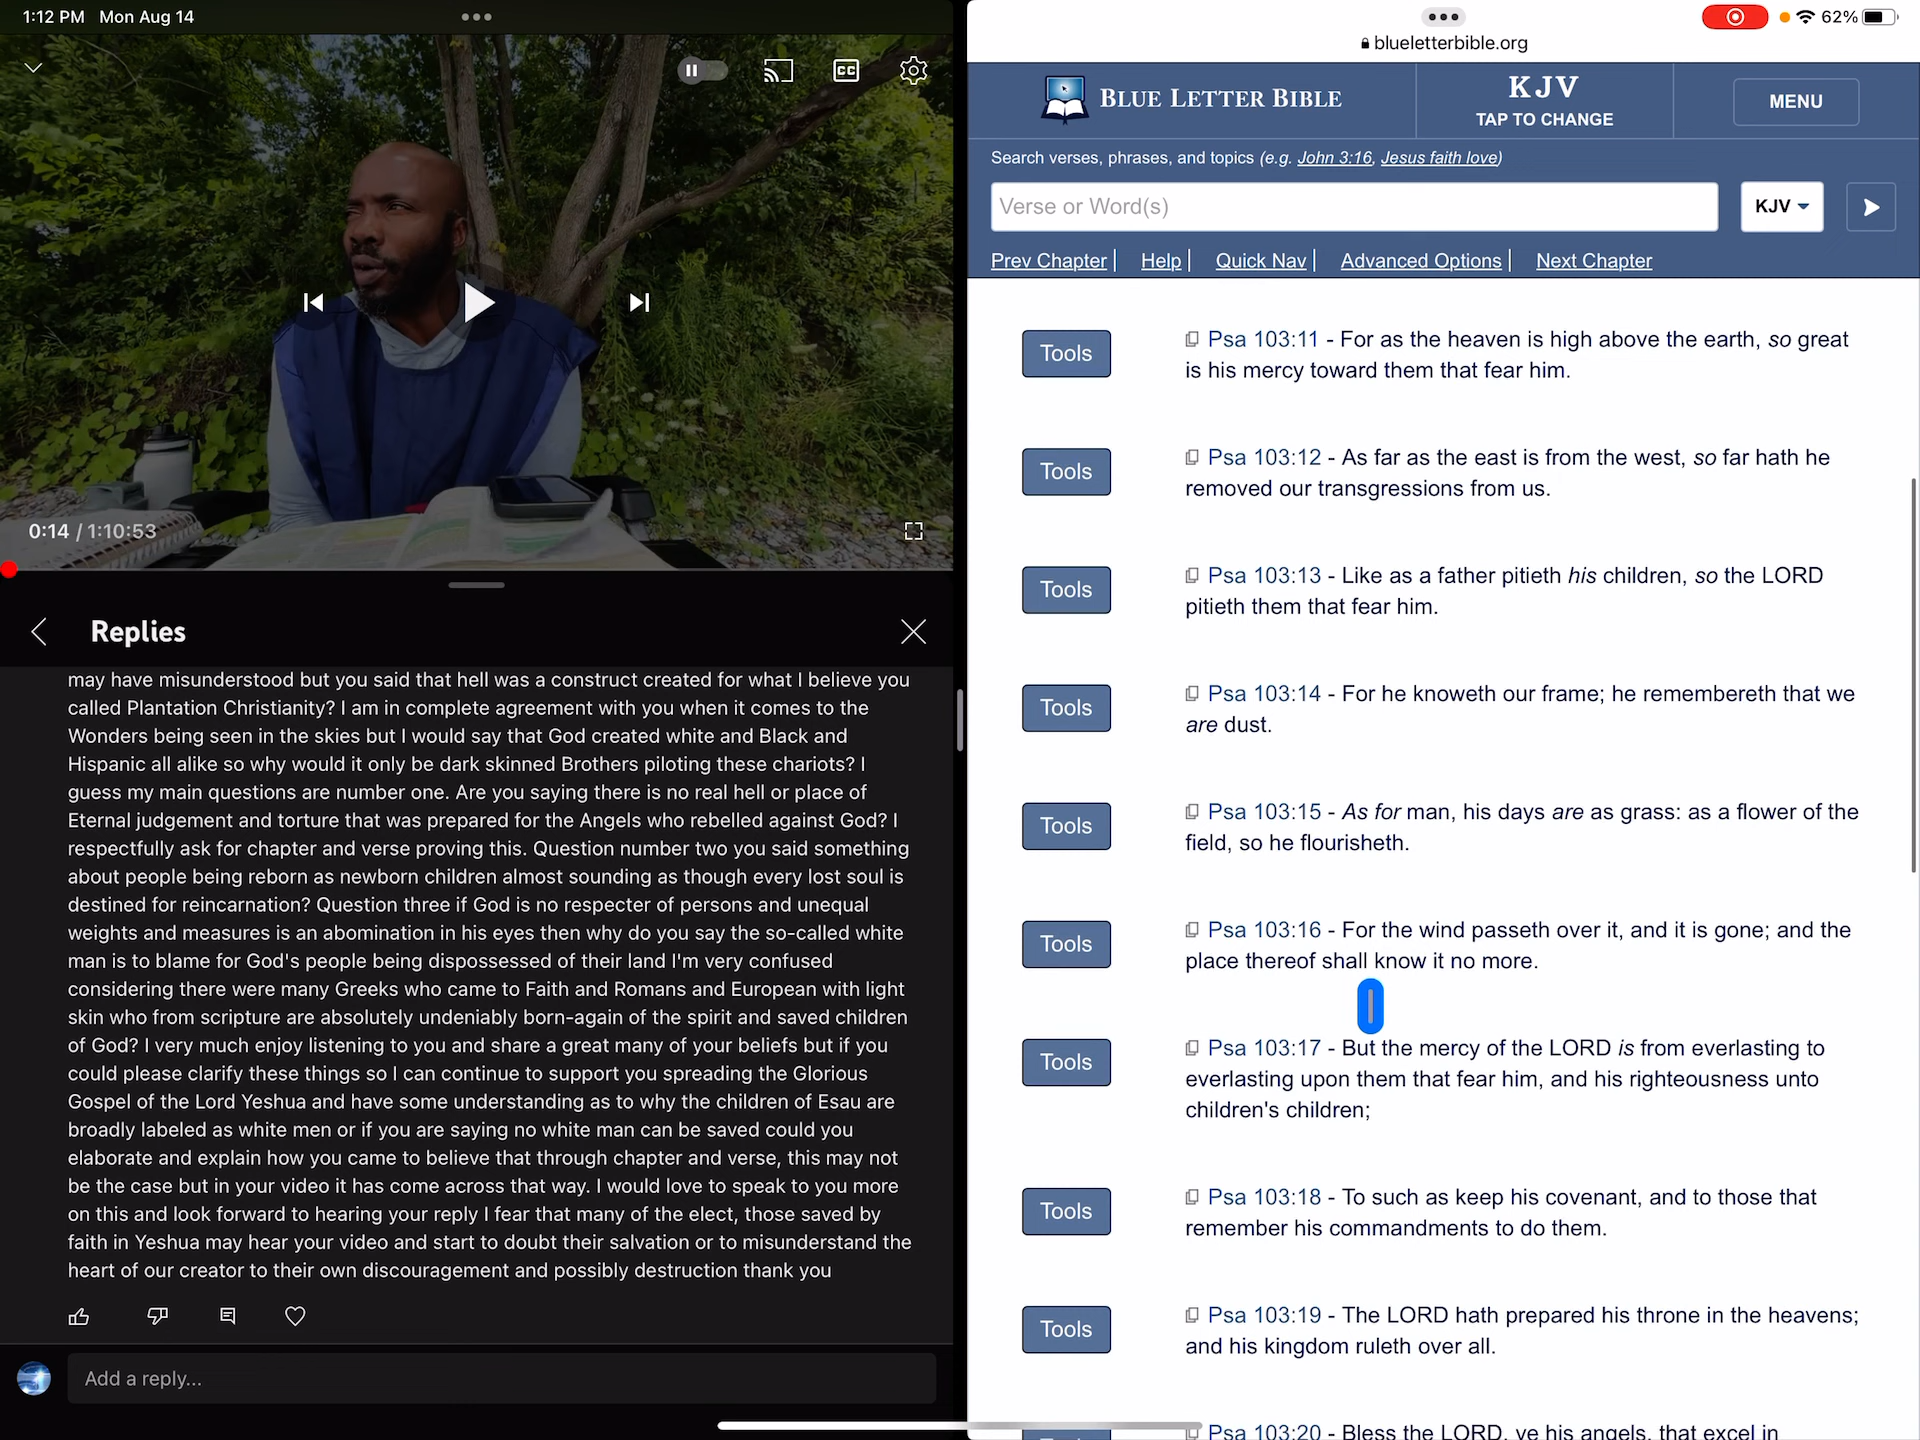 1:12 PM Mon Aug 14
CC
0:14 / 1:10:53
Replies
may have misunderstood but you said that hell was a construct created for what I believe you
called Plantation Christianity? I am in complete agreement with you when it comes to the
Wonders being seen in the skies but I would say that God created white and Black and
Hispanic all alike so why would it only be dark skinned Brothers piloting these chariots? I
guess my main questions are number one. Are you saying there is no real hell or place of
Eternal judgement and torture that was prepared for the Angels who rebelled against God? I
respectfully ask for chapter and verse proving this. Question number two you said something
about people being reborn as newborn children almost sounding as though every lost soul is
destined for reincarnation? Question three if God is no respecter of persons and unequal
weights and measures is an abomination in his eyes then why do you say the so-called white
man is to blame for God's people being dispossessed of their land I'm very confused
considering there were many Greeks who came to Faith and Romans and European with light
skin who from scripture are absolutely undeniably born-again of the spirit and saved children
of God? I very much enjoy listening to you and share a great many of your beliefs but if you
could please clarify these things so I can continue to support you spreading the Glorious
Gospel of the Lord Yeshua and have some understanding as to why the children of Esau are
broadly labeled as white men or if you are saying no white man can be saved could you
elaborate and explain how you came to believe that through chapter and verse, this may not
be the case but in your video it has come across that way. I would love to speak to you more
on this and look forward to hearing your reply I fear that many of the elect, those saved by
faith in Yeshua may hear your video and start to doubt their salvation or to misunderstand the
heart of our creator to their own discouragement and possibly destruction thank you
Add a reply...
62%
blueletterbible.org
BLUE LETTER BIBLE
KJV
TAP TO CHANGE
MENU
Search verses, phrases, and topics (e.g. John 3:16, Jesus faith love)
Verse or Word(s)
KJV
Prev Chapter | Help | Quick Nav | Advanced Options | Next Chapter
Tools
Psa 103:11 - For as the heaven is high above the earth, so great
is his mercy toward them that fear him.
Tools
Psa 103:12 - As far as the east is from the west, so far hath he
removed our transgressions from us.
Tools
Psa 103:13 - Like as a father pitieth his children, so the LORD
pitieth them that fear him.
Tools
Psa 103:14 - For he knoweth our frame; he remembereth that we
are dust.
Tools
Psa 103:15 - As for man, his days are as grass: as a flower of the
field, so he flourisheth.
Tools
Psa 103:16 - For the wind passeth over it, and it is gone; and the
place thereof shall know it no more.
Tools
Psa 103:17 - But the mercy of the LORD is from everlasting to
everlasting upon them that fear him, and his righteousness unto
children's children;
Tools
Psa 103:18 - To such as keep his covenant, and to those that
remember his commandments to do them.
Tools
Psa 103:19 - The LORD hath prepared his throne in the heavens;
and his kingdom ruleth over all.
Psa 103:20 - Bless the LORD, ye his angels, that excel in